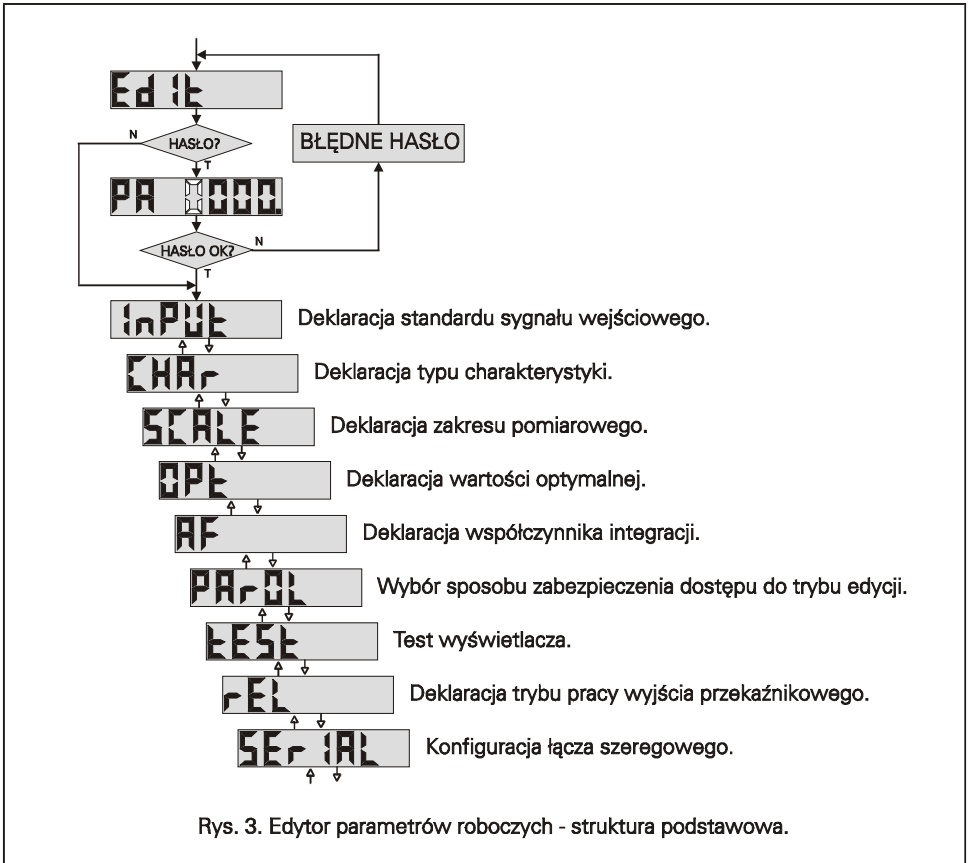 Edit
N
HASŁO?
BŁĘDNE HASŁO
T
PA 0000.
HASŁO OK?
N
T
InPUt Deklaracja standardu sygnału wejściowego.
CHAr Deklaracja typu charakterystyki.
SCALE Deklaracja zakresu pomiarowego.
OPt Deklaracja wartości optymalnej.
AF Deklaracja współczynnika integracji.
PArOL Wybór sposobu zabezpieczenia dostępu do trybu edycji.
tESt Test wyświetlacza.
rEL Deklaracja trybu pracy wyjścia przekaźnikowego.
SErIAL Konfiguracja łącza szeregowego.
Rys. 3. Edytor parametrów roboczych - struktura podstawowa.